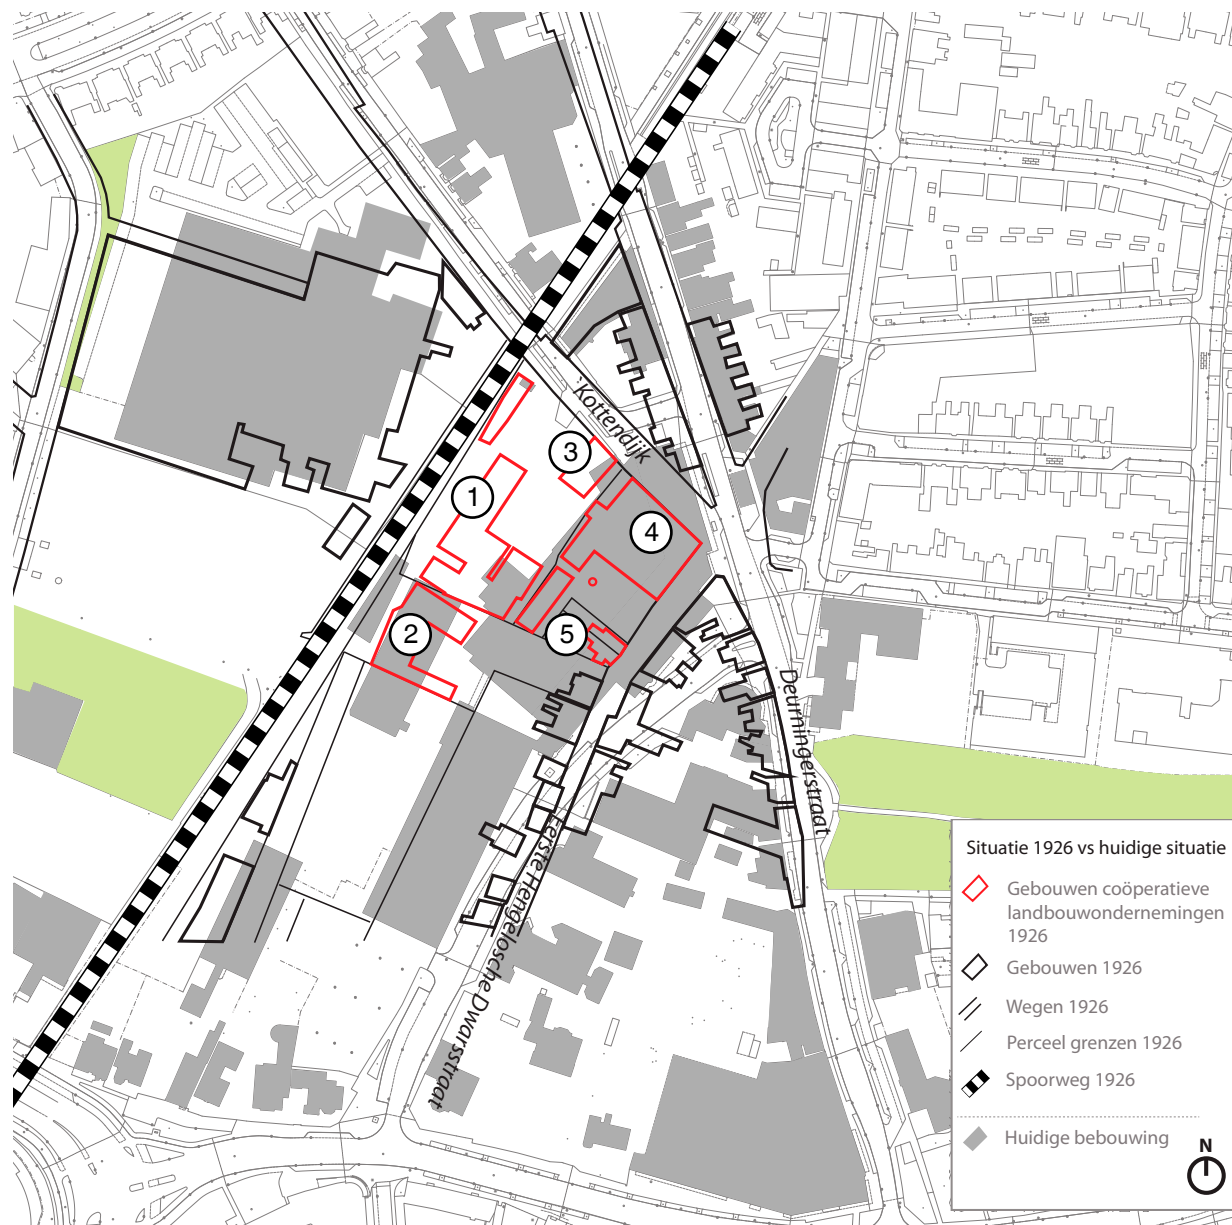 Kottendijk
3
1
4
2
5
Deurningerstraat
Eerste Hengelosche Dwarsstraat
Situatie 1926 vs huidige situatie
Gebouwen coöperatieve
landbouwondernemingen
1926
Gebouwen 1926
Wegen 1926
Perceel grenzen 1926
Spoorweg 1926
Huidige bebouwing
N